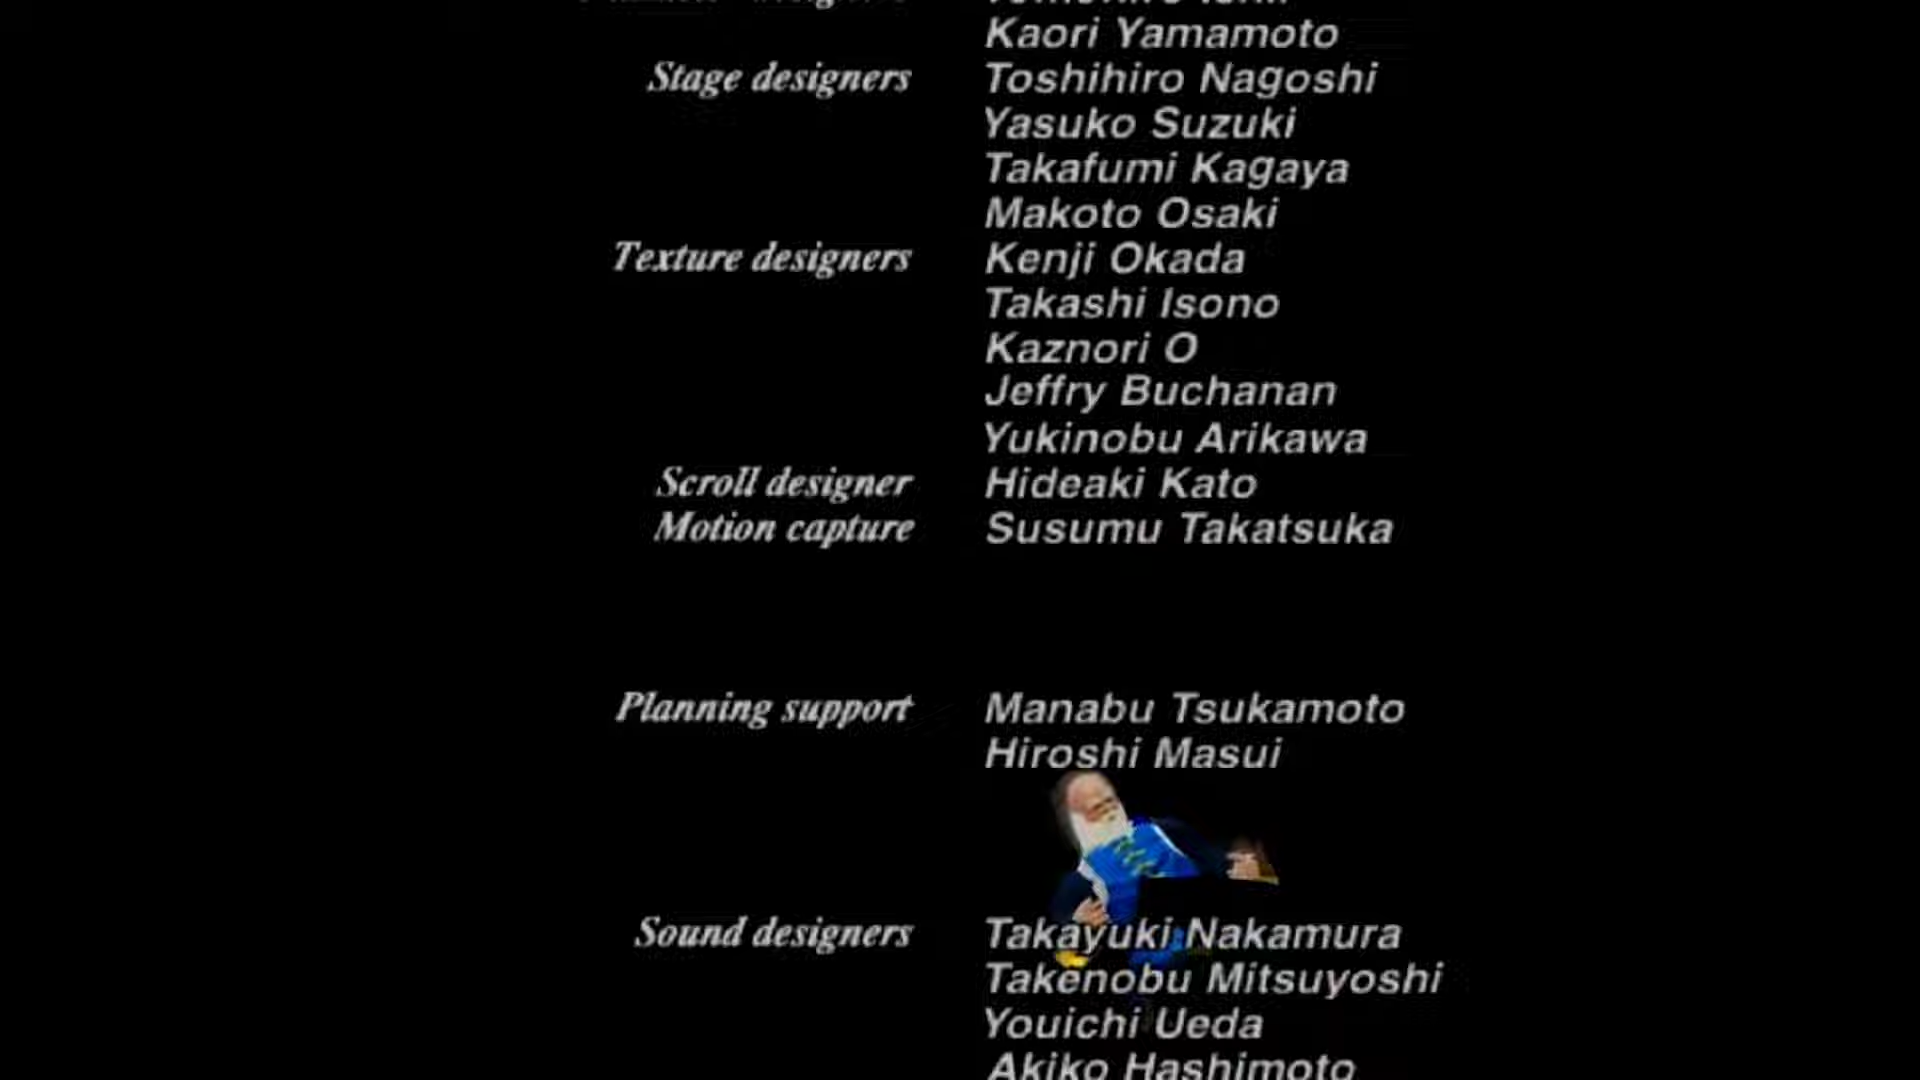 Kaori Yamamoto
Stage designers Toshihiro Nagoshi
Yasuko Suzuki
Takafumi Kagaya
Makoto Osaki
Texture designers Kenji Okada
Takashi Isono
Kaznori O
Jeffry Buchanan
Yukinobu Arikawa
Scroll designer Hideaki Kato
Motion capture Susumu Takatsuka
Planning support Manabu Tsukamoto
Hiroshi Masui
Sound designers Takayuki Nakamura
Takenobu Mitsuyoshi
Youichi Ueda
Akiko Hashimoto